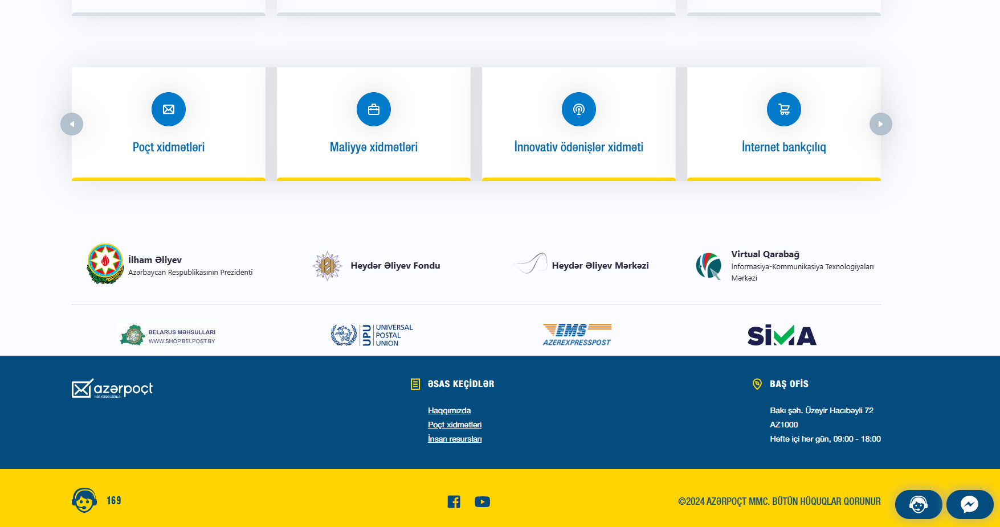 Poçt xidmətləri
Maliyyə xidmətləri
İnnovativ ödənişlər xidməti
İnternet bankçılıq
İlham Əliyev
Azərbaycan Respublikasının Prezidenti
Heydər Əliyev Fondu
Heydər Əliyev Mərkəzi
Virtual Qarabağ
İnformasiya-Kommunikasiya Texnologiyaları
Mərkəzi
BELARUS MƏHSULLARI
WWW.SHOP.BELPOST.BY
UPU
UNIVERSAL
POSTAL
UNION
EMS
AZEREXPRESSPOST
SİMA
azərpoçt
HƏR YERDƏ SİZİNLƏ
ƏSAS KEÇİDLƏR
Haqqımızda
Poçt xidmətləri
İnsan resursları
BAŞ OFİS
Bakı şəh. Üzeyir Hacıbəyli 72
AZ1000
Həftə içi hər gün, 09:00 - 18:00
169
©2024 AZƏRPOÇT MMC. BÜTÜN HÜQUQLAR QORUNUR